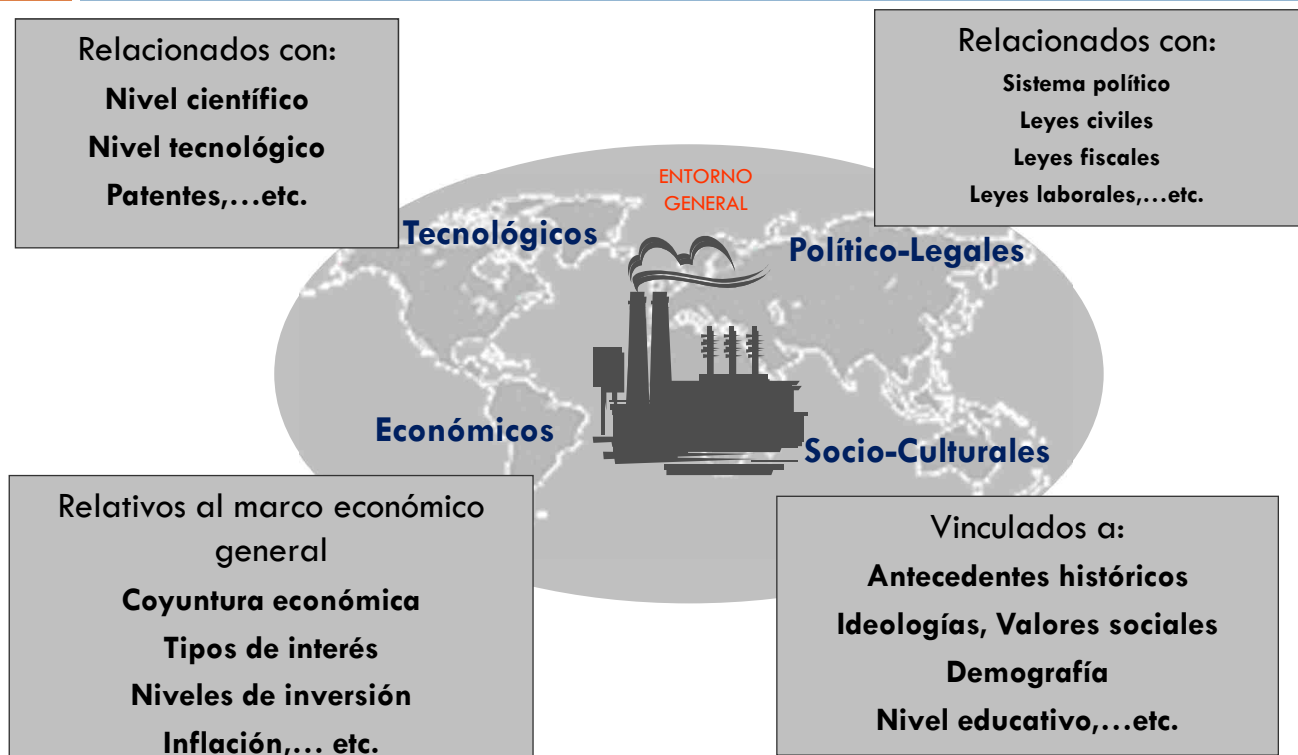 Relacionados con:
Nivel científico
Nivel tecnológico
Patentes,...etc.
Relacionados con:
Sistema político
Leyes civiles
Leyes fiscales
Leyes laborales,...etc.
ENTORNO
GENERAL
Tecnológicos
Político-Legales
Económicos
Socio-Culturales
Relativos al marco económico
general
Coyuntura económica
Tipos de interés
Niveles de inversión
Inflación,... etc.
Vinculados a:
Antecedentes históricos
Ideologías, Valores sociales
Demografía
Nivel educativo,...etc.